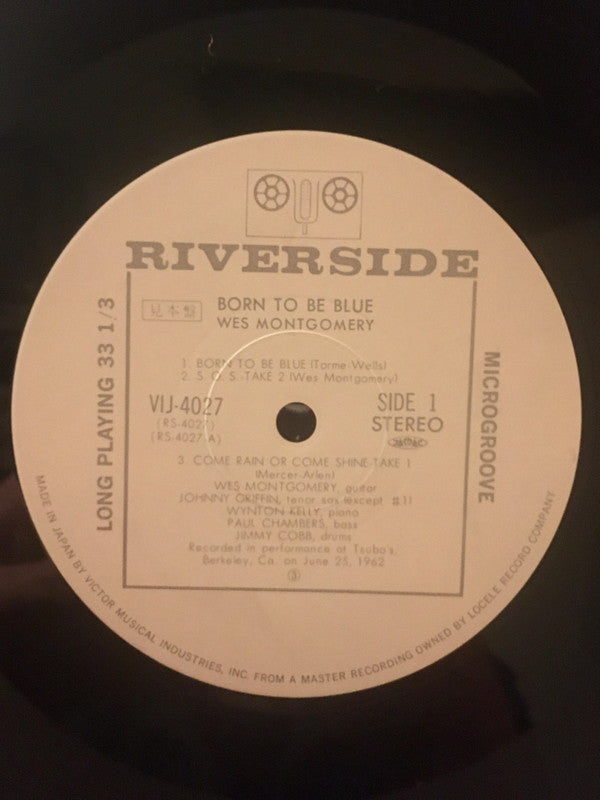 RIVERSIDE
見本盤
BORN TO BE BLUE
WES MONTGOMERY
1. BORN TO BE BLUE (Torme-Wells)
2. S. O. S. -TAKE 2 (Wes Montgomery)
VIJ-4027
(RS-4027)
(RS-4027 A)
SIDE 1
STEREO
3. COME RAIN OR COME SHINE-TAKE 1
(Mercer-Arlen)
WES MONTGOMERY, guitar
JOHNNY GRIFFIN, tenor sax (except #1)
WYNTON KELLY, piano
PAUL CHAMBERS, bass
JIMMY COBB, drums
Recorded in performance at Tsubo's,
Berkeley, Ca. on June 25, 1962
LONG PLAYING 33 1/3
MICROGROOVE
MADE IN JAPAN BY VICTOR MUSICAL INDUSTRIES, INC. FROM A MASTER RECORDING OWNED BY LOCELE RECORD COMPANY